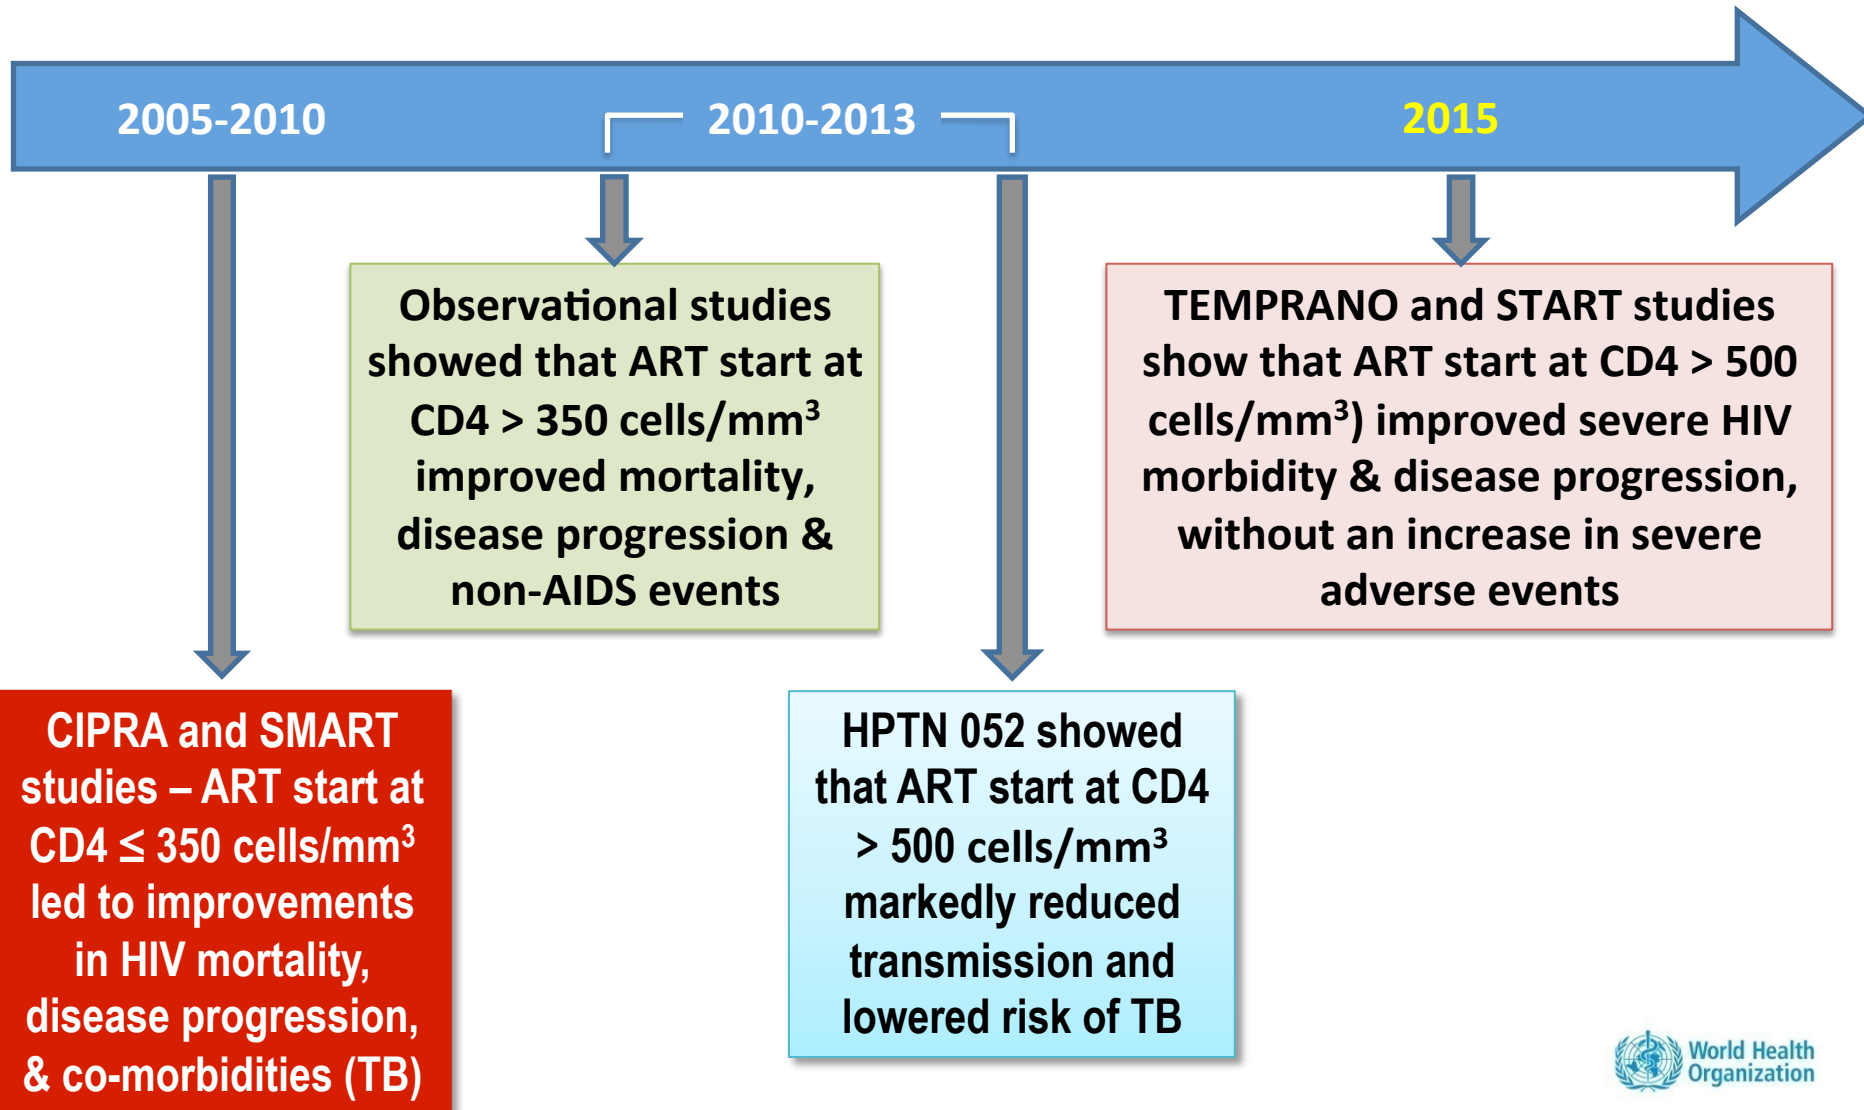 2005-2010
2010-2013
2015
Observational studies
showed that ART start at
CD4 > 350 cells/mm³
improved mortality,
disease progression &
non-AIDS events
TEMPRANO and START studies
show that ART start at CD4 > 500
cells/mm³) improved severe HIV
morbidity & disease progression,
without an increase in severe
adverse events
CIPRA and SMART
studies – ART start at
CD4 ≤ 350 cells/mm³
led to improvements
in HIV mortality,
disease progression,
& co-morbidities (TB)
HPTN 052 showed
that ART start at CD4
> 500 cells/mm³
markedly reduced
transmission and
lowered risk of TB
World Health
Organization